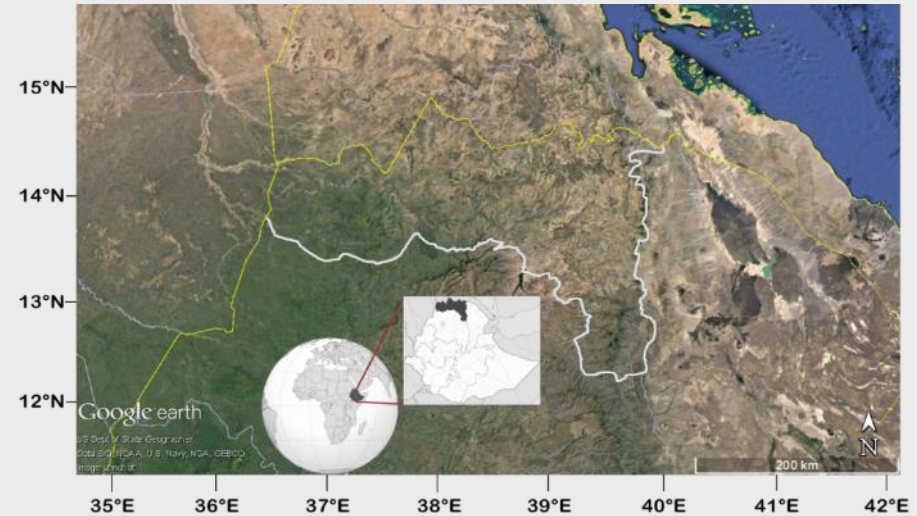 15°N
14°N
13°N
12°N
Google earth
US Dept of State Geographer
Data SIO, NOAA, U.S. Navy, NGA, GEBCO
Image Landsat
N
200 km
35°E
36°E
37°E
38°E
39°E
40°E
41°E
42°E